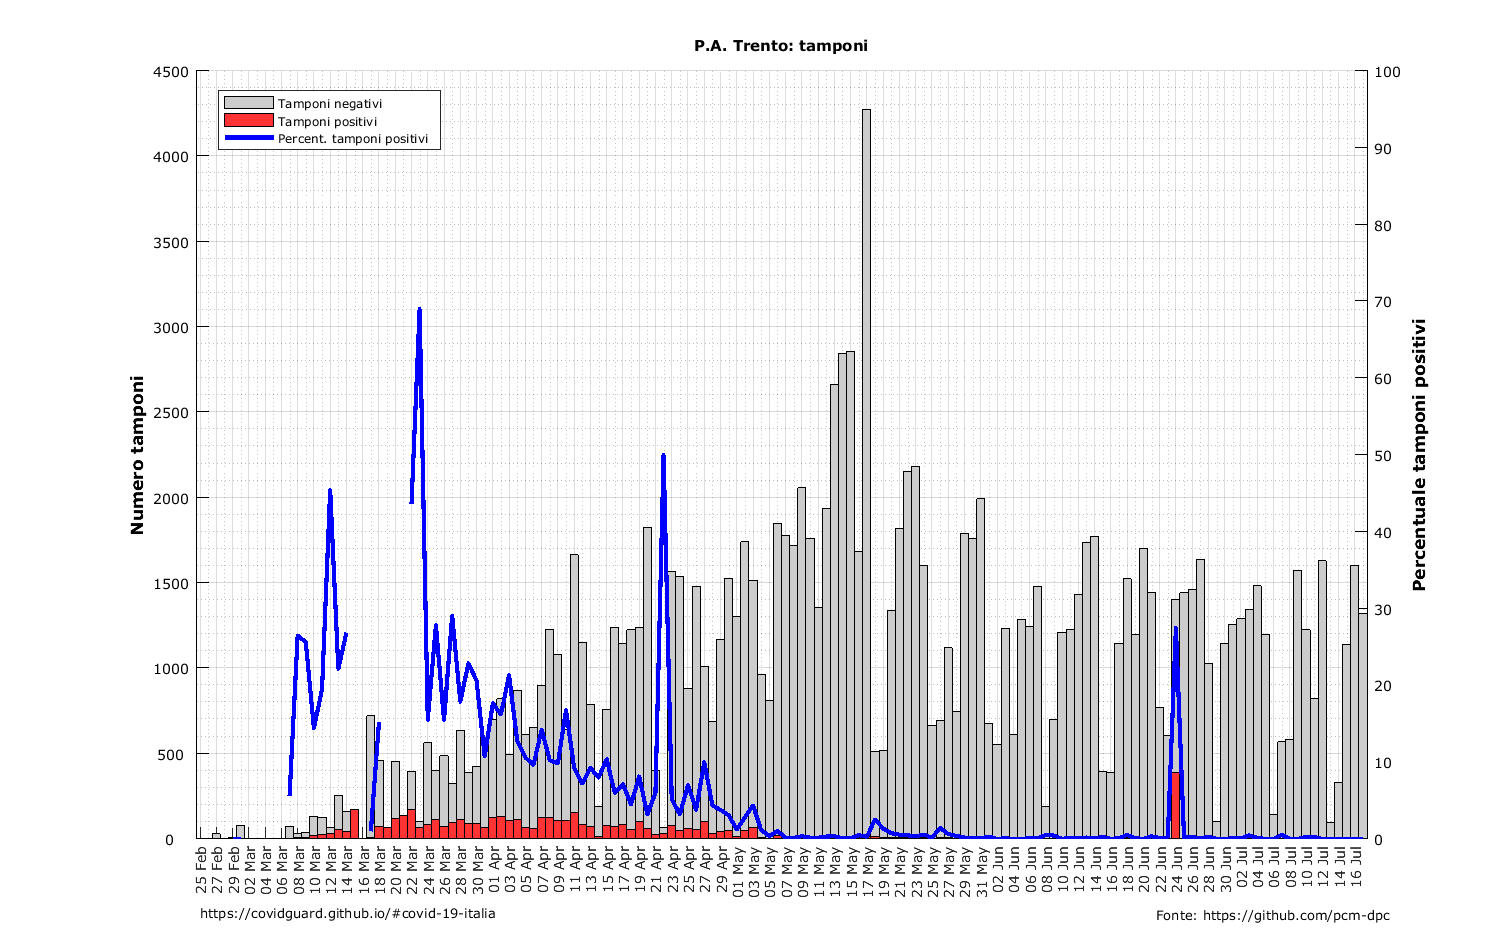 P.A. Trento: tamponi
Tamponi negativi
Tamponi positivi
Percent. tamponi positivi
Numero tamponi
4500
4000
3500
3000
2500
2000
1500
1000
500
0
Percentuale tamponi positivi
100
90
80
70
60
50
40
30
20
10
0
25 Feb
27 Feb
29 Feb
02 Mar
04 Mar
06 Mar
08 Mar
10 Mar
12 Mar
14 Mar
16 Mar
18 Mar
20 Mar
22 Mar
24 Mar
26 Mar
28 Mar
30 Mar
01 Apr
03 Apr
05 Apr
07 Apr
09 Apr
11 Apr
13 Apr
15 Apr
17 Apr
19 Apr
21 Apr
23 Apr
25 Apr
27 Apr
29 Apr
01 May
03 May
05 May
07 May
09 May
11 May
13 May
15 May
17 May
19 May
21 May
23 May
25 May
27 May
29 May
31 May
02 Jun
04 Jun
06 Jun
08 Jun
10 Jun
12 Jun
14 Jun
16 Jun
18 Jun
20 Jun
22 Jun
24 Jun
26 Jun
28 Jun
30 Jun
02 Jul
04 Jul
06 Jul
08 Jul
10 Jul
12 Jul
14 Jul
16 Jul
https://covidguard.github.io/#covid-19-italia
Fonte: https://github.com/pcm-dpc